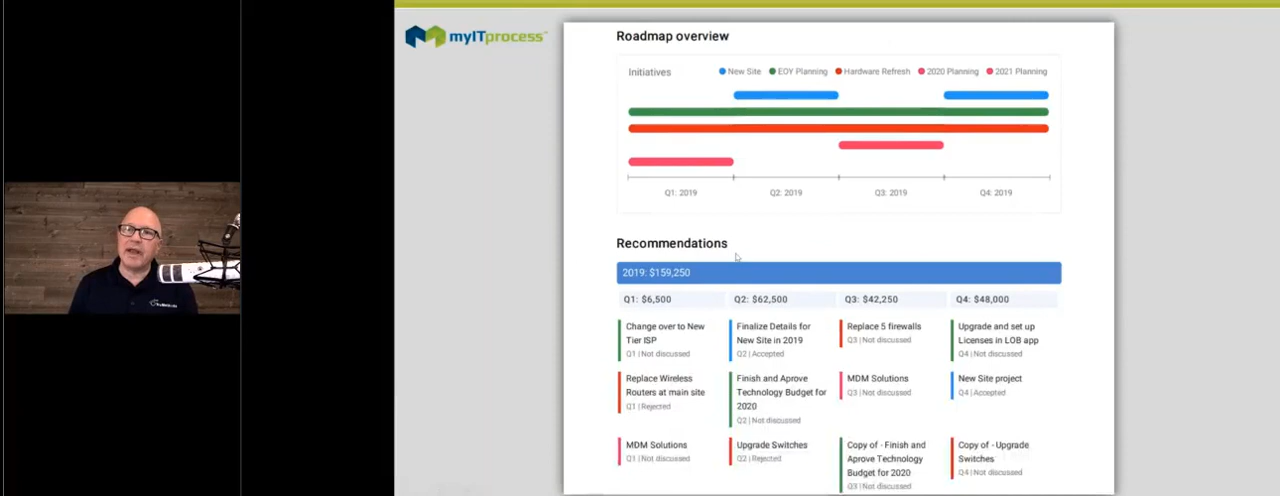 myITprocess
Roadmap overview
Initiatives
New Site
EOY Planning
Hardware Refresh
2020 Planning
2021 Planning
Q1: 2019
Q2: 2019
Q3: 2019
Q4: 2019
Recommendations
2019: $159,250
Q1: $6,500
Q2: $62,500
Q3: $42,250
Q4: $48,000
Change over to New
Tier ISP
Q1 | Not discussed
Finalize Details for
New Site in 2019
Q2 | Accepted
Replace 5 firewalls
Q3 | Not discussed
Upgrade and set up
Licenses in LOB app
Q4 | Not discussed
Replace Wireless
Routers at main site
Q1 | Rejected
Finish and Aprove
Technology Budget for
2020
Q2 | Not discussed
MDM Solutions
Q3 | Not discussed
New Site project
Q4 | Accepted
MDM Solutions
Q1 | Not discussed
Upgrade Switches
Q2 | Rejected
Copy of - Finish and
Aprove Technology
Budget for 2020
Q3 | Not discussed
Copy of - Upgrade
Switches
Q4 | Not discussed